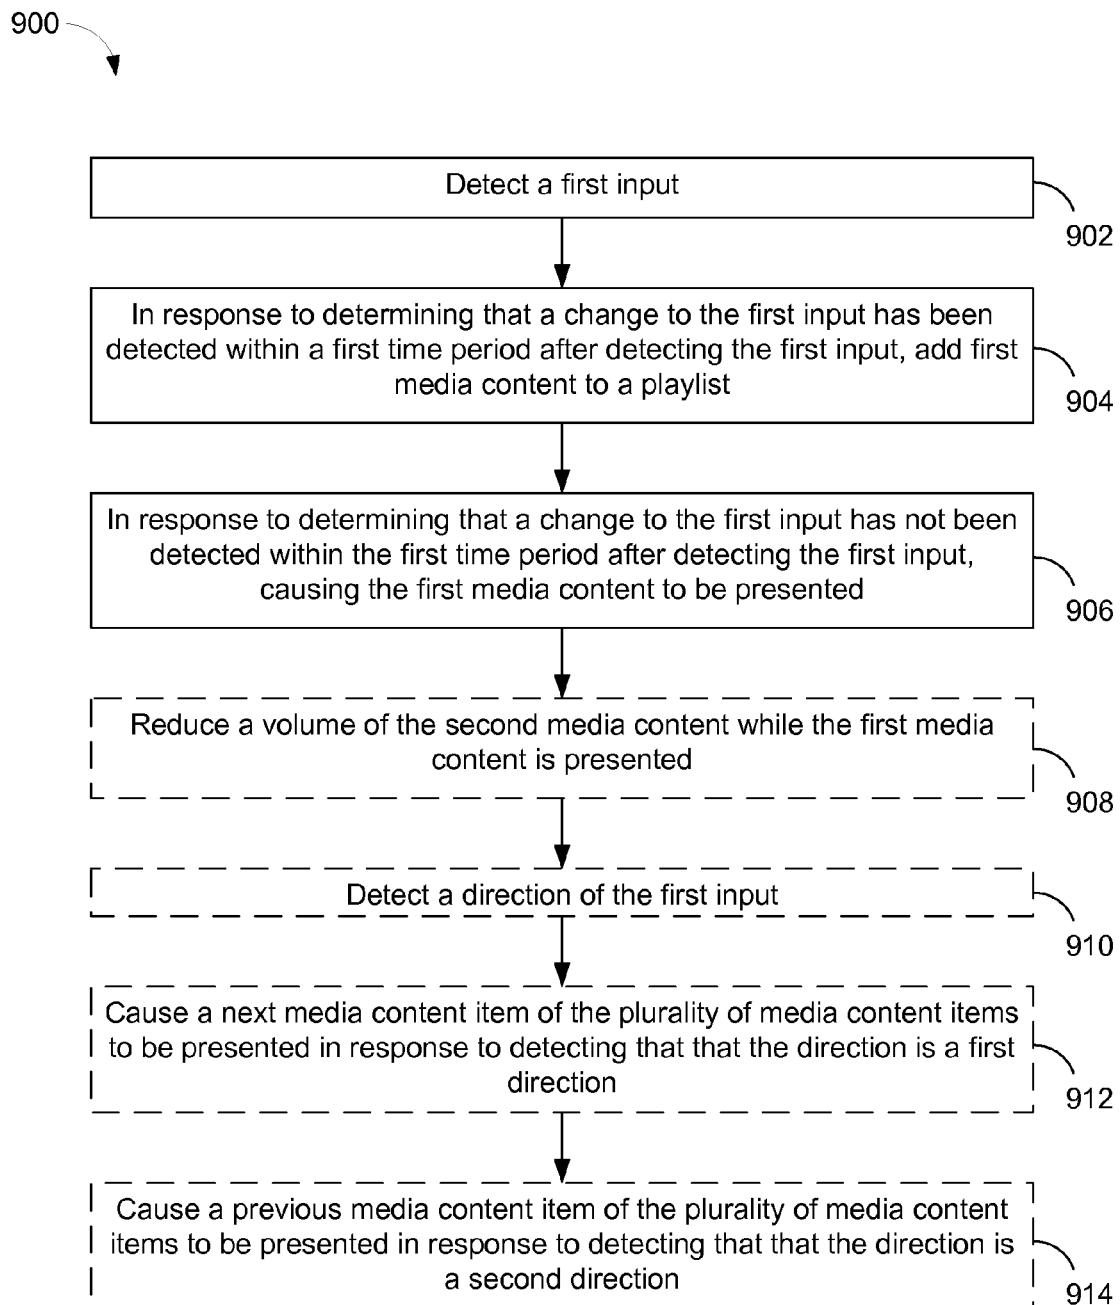 900
Detect a first input
902
In response to determining that a change to the first input has been
detected within a first time period after detecting the first input, add first
media content to a playlist
904
In response to determining that a change to the first input has not been
detected within the first time period after detecting the first input,
causing the first media content to be presented
906
Reduce a volume of the second media content while the first media
content is presented
908
Detect a direction of the first input
910
Cause a next media content item of the plurality of media content items
to be presented in response to detecting that that the direction is a first
direction
912
Cause a previous media content item of the plurality of media content
items to be presented in response to detecting that that the direction is
a second direction
914